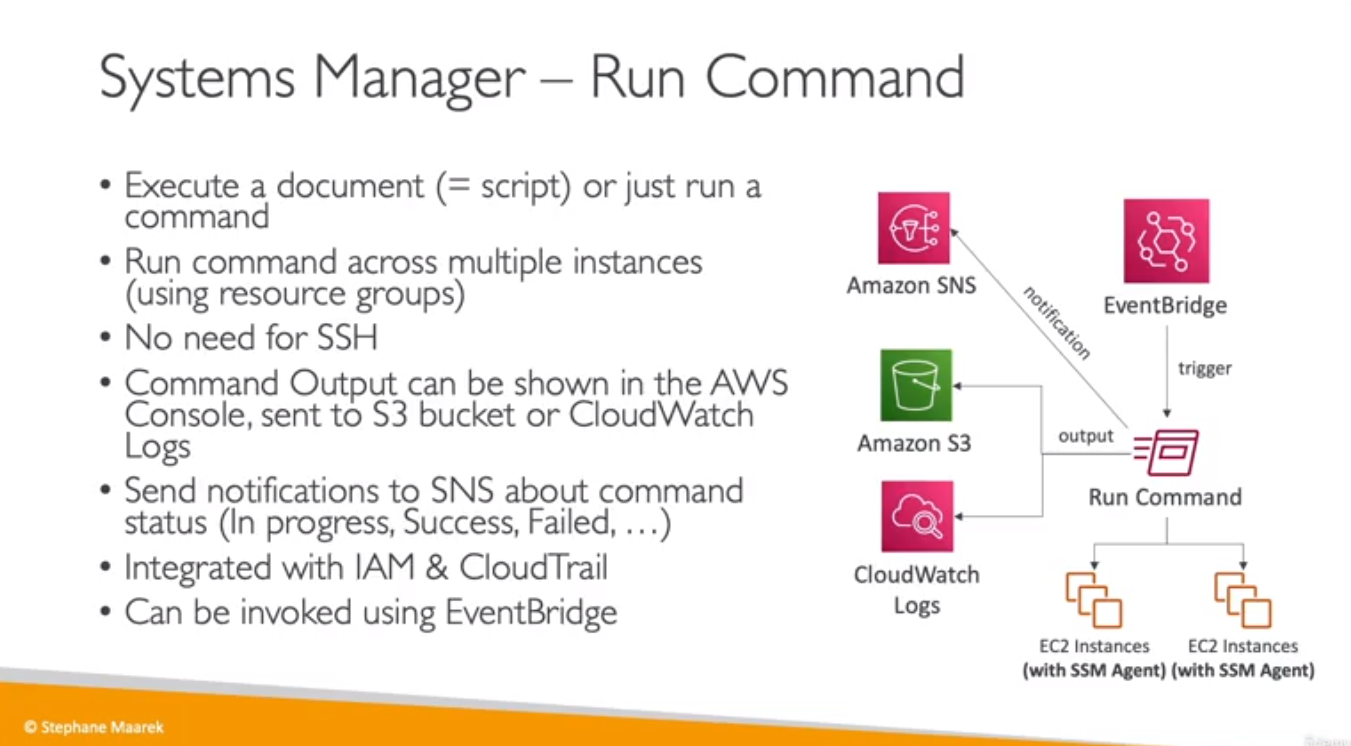 Systems Manager – Run Command
• Execute a document (= script) or just run a
command
• Run command across multiple instances
(using resource groups)
• No need for SSH
• Command Output can be shown in the AWS
Console, sent to S3 bucket or CloudWatch
Logs
• Send notifications to SNS about command
status (In progress, Success, Failed, …)
• Integrated with IAM & CloudTrail
• Can be invoked using EventBridge
Amazon SNS
EventBridge
notification
trigger
Amazon S3
output
Run Command
CloudWatch
Logs
EC2 Instances
(with SSM Agent)
EC2 Instances
(with SSM Agent)
© Stephane Maarek